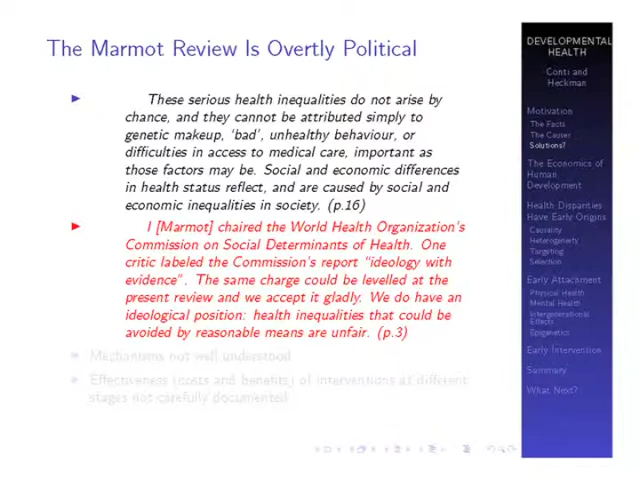 The Marmot Review Is Overtly Political
These serious health inequalities do not arise by
chance, and they cannot be attributed simply to
genetic makeup, ‘bad’, unhealthy behaviour, or
difficulties in access to medical care, important as
those factors may be. Social and economic differences
in health status reflect, and are caused by social and
economic inequalities in society. (p.16)
I [Marmot] chaired the World Health Organization's
Commission on Social Determinants of Health. One
critic labeled the Commission's report “ideology with
evidence”. The same charge could be levelled at the
present review and we accept it gladly. We do have an
ideological position: health inequalities that could be
avoided by reasonable means are unfair. (p.3)
Mechanisms not well understood
Effectiveness (costs and benefits) of interventions at different
stages not carefully documented
DEVELOPMENTAL
HEALTH
Conti and
Heckman
Motivation
The Facts
The Causes
Solutions?
The Economics of
Human
Development
Health Disparities
Have Early Origins
Causality
Heterogeneity
Targeting
Selection
Early Attachment
Physical Health
Mental Health
Intergenerational
Effects
Epigenetics
Early Intervention
Summary
What Next?